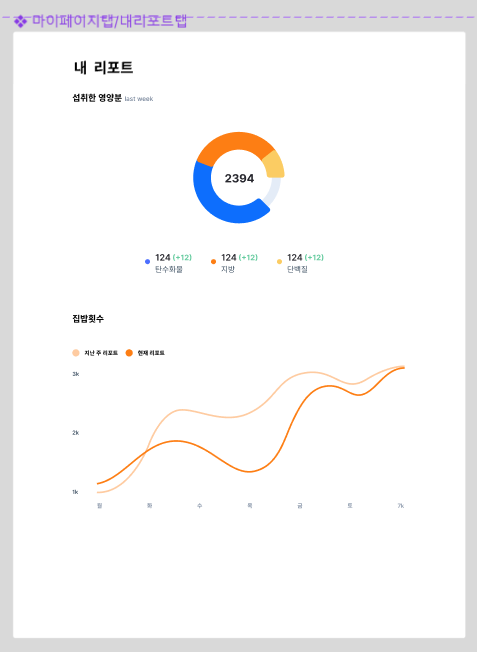 마이페이지탭/내리포트탭
내 리포트
섭취한 영양분 last week
2394
124 (+12) 124 (+12) 124 (+12)
탄수화물 지방 단백질
집밥횟수
지난 주 리포트 현재 리포트
3k
2k
1k
월 화 수 목 금 토 7k